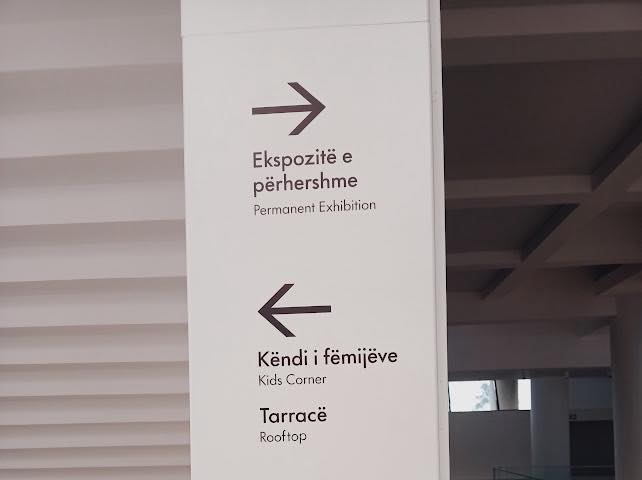 Ekspozitë e
përhershme
Permanent Exhibition
Këndi i fëmijëve
Kids Corner
Tarracë
Rooftop